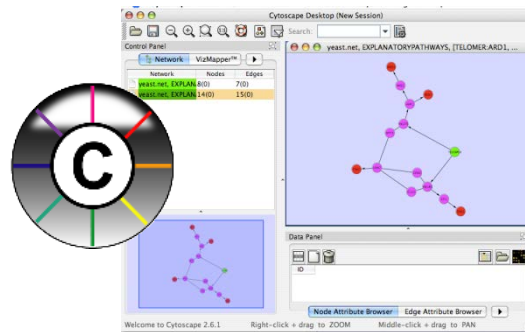 Cytoscape Desktop (New Session)
Search:
Control Panel
Network VizMapper™
Network Nodes Edges
yeast.net, EXPLAN 8(0) 7(0)
yeast.net, EXPLAN 14(0) 15(0)
yeast.net, EXPLANATORYPATHWAYS, [TELOMER:ARD1, ...
C
Data Panel
ID
Node Attribute Browser Edge Attribute Browser
Welcome to Cytoscape 2.6.1 Right-click + drag to ZOOM Middle-click + drag to PAN